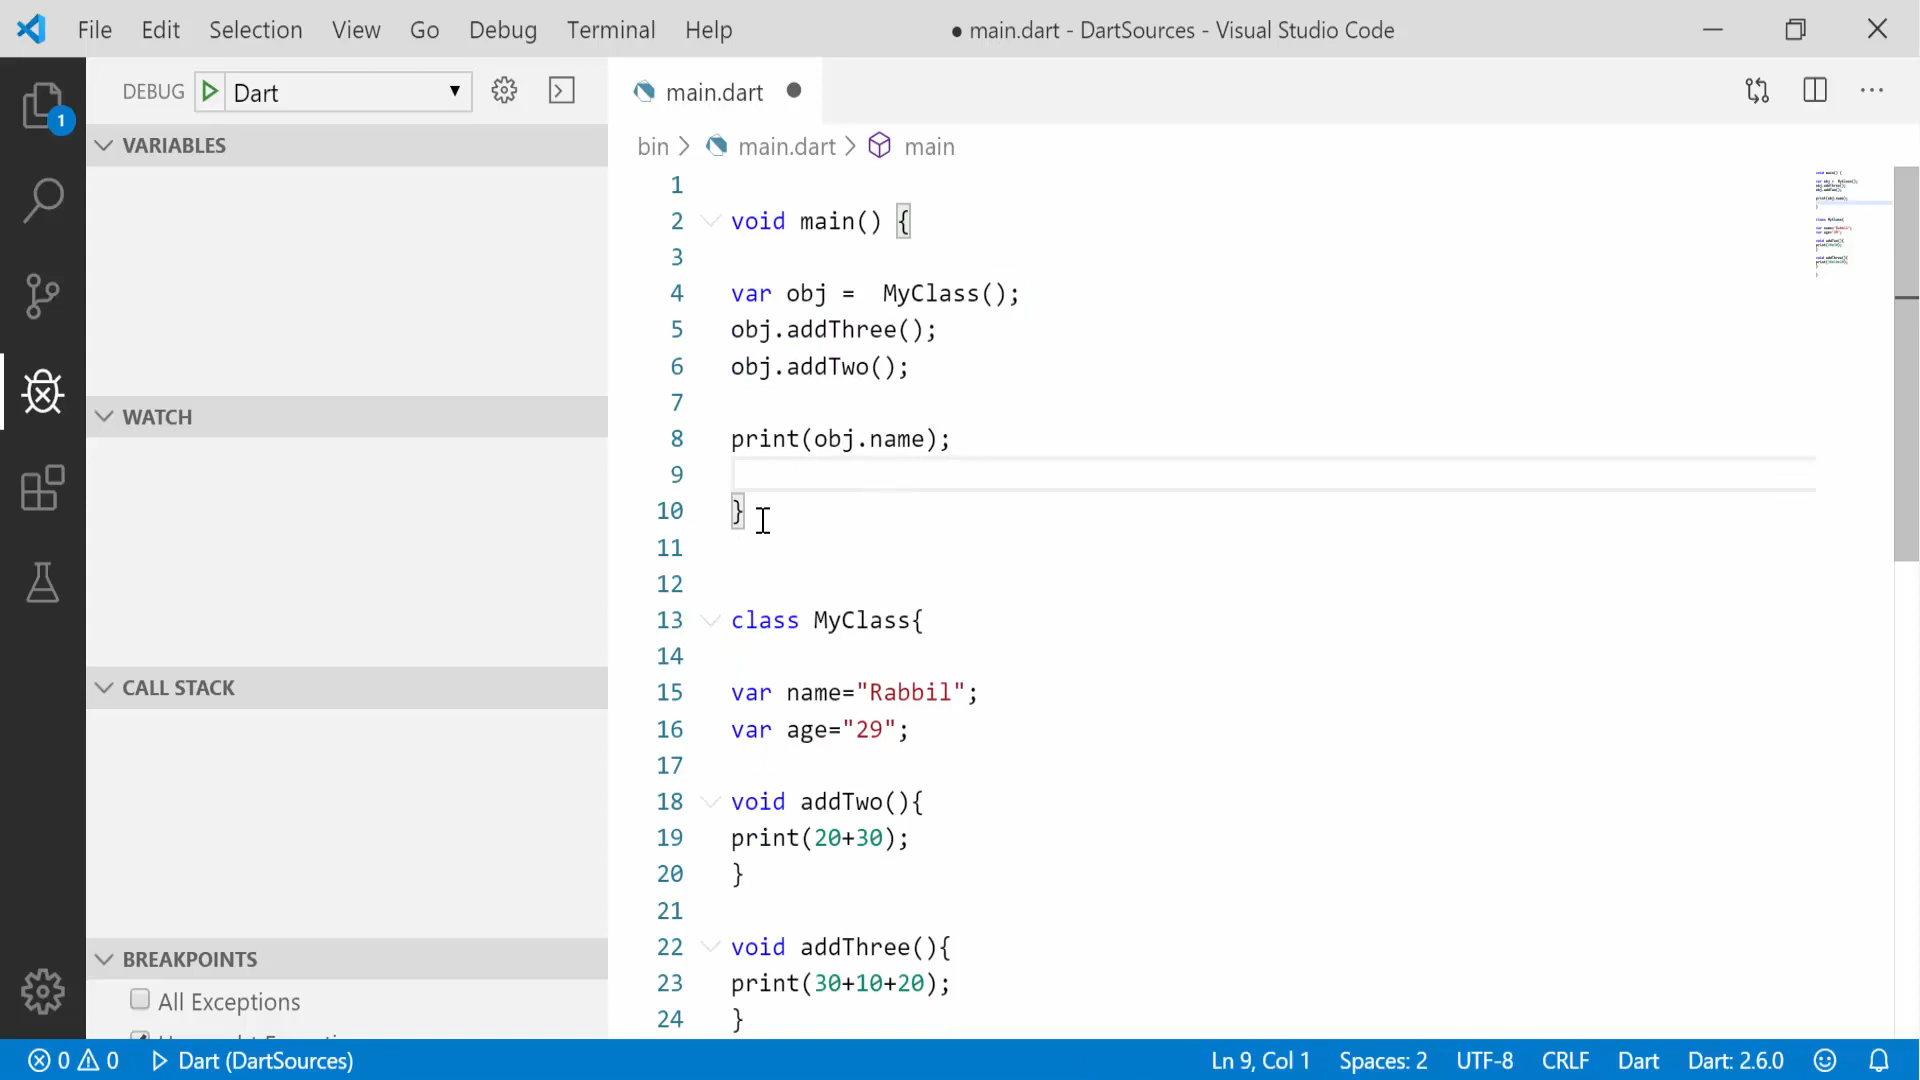 File Edit Selection View Go Debug Terminal Help
● main.dart - DartSources - Visual Studio Code
1
DEBUG Dart
VARIABLES
WATCH
CALL STACK
BREAKPOINTS
All Exceptions
main.dart
bin > main.dart > main
1
2 void main() {
3
4 var obj =  MyClass();
5 obj.addThree();
6 obj.addTwo();
7
8 print(obj.name);
9
10 }
11
12
13 class MyClass{
14
15 var name="Rabbil";
16 var age="29";
17
18 void addTwo(){
19 print(20+30);
20 }
21
22 void addThree(){
23 print(30+10+20);
24 }
0 0 Dart (DartSources)
Ln 9, Col 1 Spaces: 2 UTF-8 CRLF Dart Dart: 2.6.0